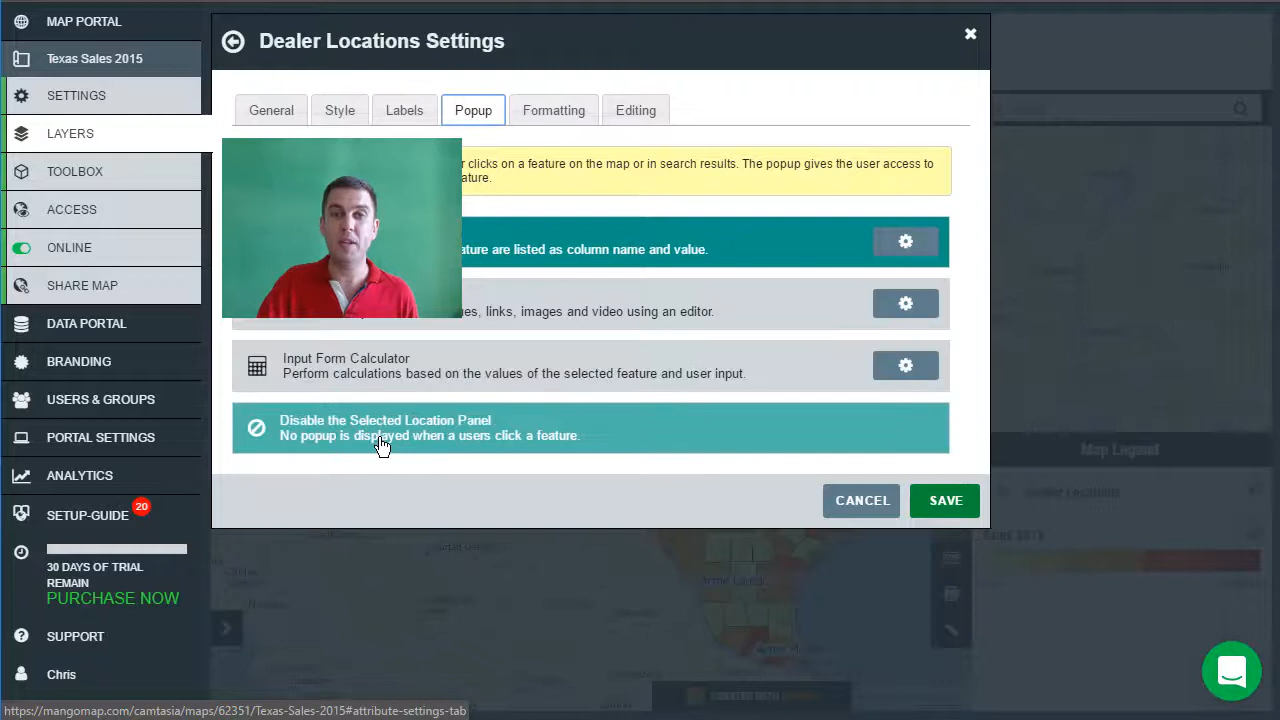 MAP PORTAL
Texas Sales 2015
SETTINGS
LAYERS
TOOLBOX
ACCESS
ONLINE
SHARE MAP
DATA PORTAL
BRANDING
USERS & GROUPS
PORTAL SETTINGS
ANALYTICS
SETUP-GUIDE
20
30 DAYS OF TRIAL
REMAIN
PURCHASE NOW
SUPPORT
Chris
Dealer Locations Settings
General
Style
Labels
Popup
Formatting
Editing
clicks on a feature on the map or in search results. The popup gives the user access to
ature.
ature are listed as column name and value.
ues, links, images and video using an editor.
Input Form Calculator
Perform calculations based on the values of the selected feature and user input.
Disable the Selected Location Panel
No popup is displayed when a users click a feature.
CANCEL
SAVE
Map Legend
Dealer Locations
Sales 2015
https://mangomap.com/camtasia/maps/62351/Texas-Sales-2015#attribute-settings-tab